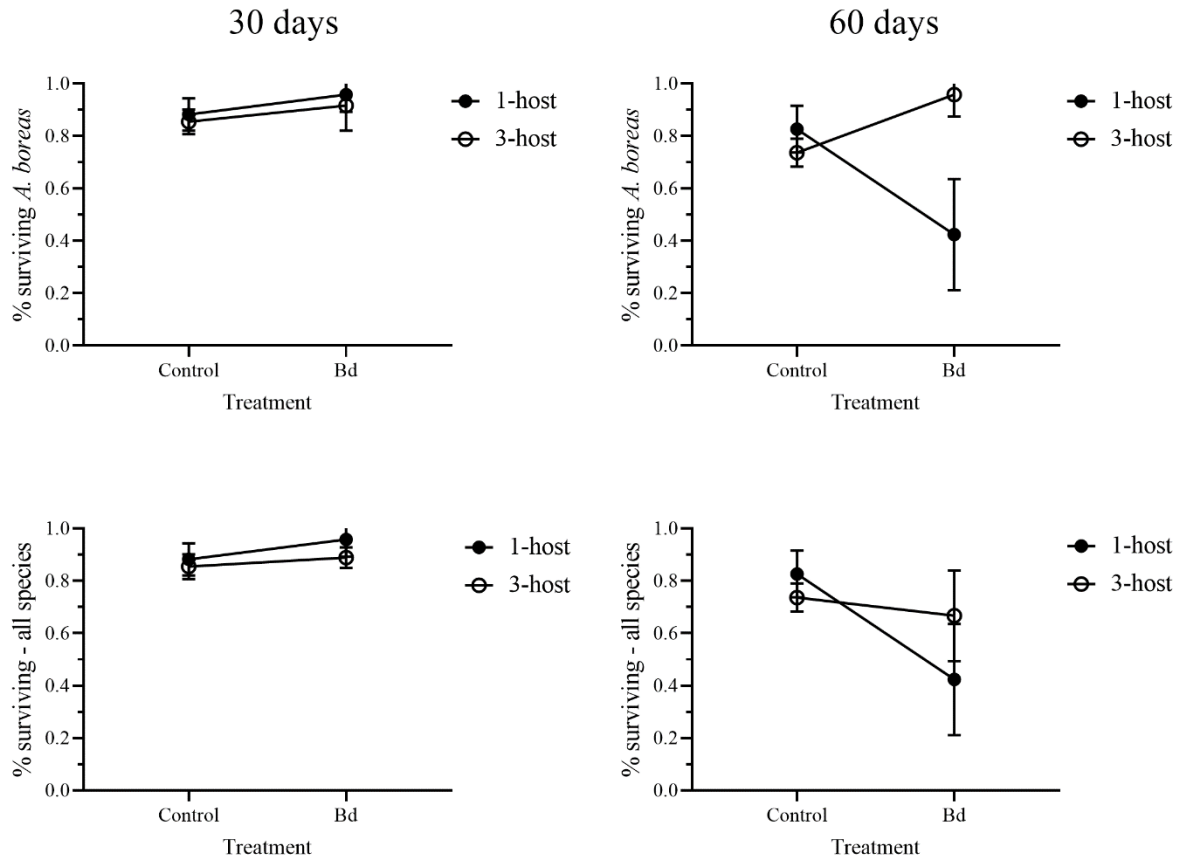 30 days
60 days
% surviving A. boreas
1.0
0.8
0.6
0.4
0.2
0.0
Control
Bd
Treatment
1-host
3-host
% surviving A. boreas
1.0
0.8
0.6
0.4
0.2
0.0
Control
Bd
Treatment
1-host
3-host
% surviving - all species
1.0
0.8
0.6
0.4
0.2
0.0
Control
Bd
Treatment
1-host
3-host
% surviving - all species
1.0
0.8
0.6
0.4
0.2
0.0
Control
Bd
Treatment
1-host
3-host